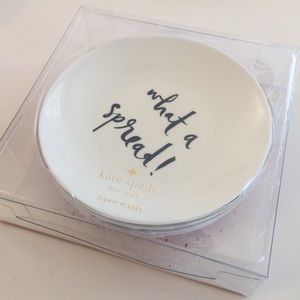 what a
spread!
kate spade
NEW YORK
TIDBIT PLATES